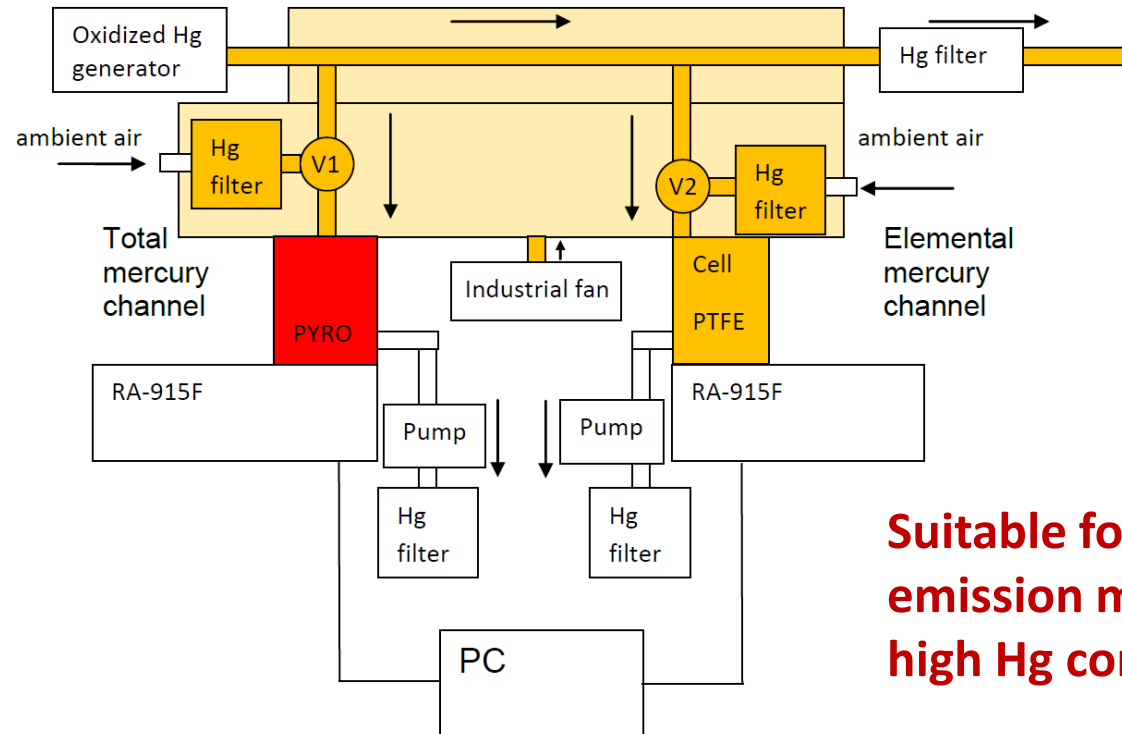 Oxidized Hg
generator
Hg filter
ambient air
Hg
filter
V1
V2
Hg
filter
ambient air
Total
mercury
channel
PYRO
Industrial fan
Cell
PTFE
Elemental
mercury
channel
RA-915F
Pump
Pump
RA-915F
Hg
filter
Hg
filter
Suitable
emission
high Hg
PC